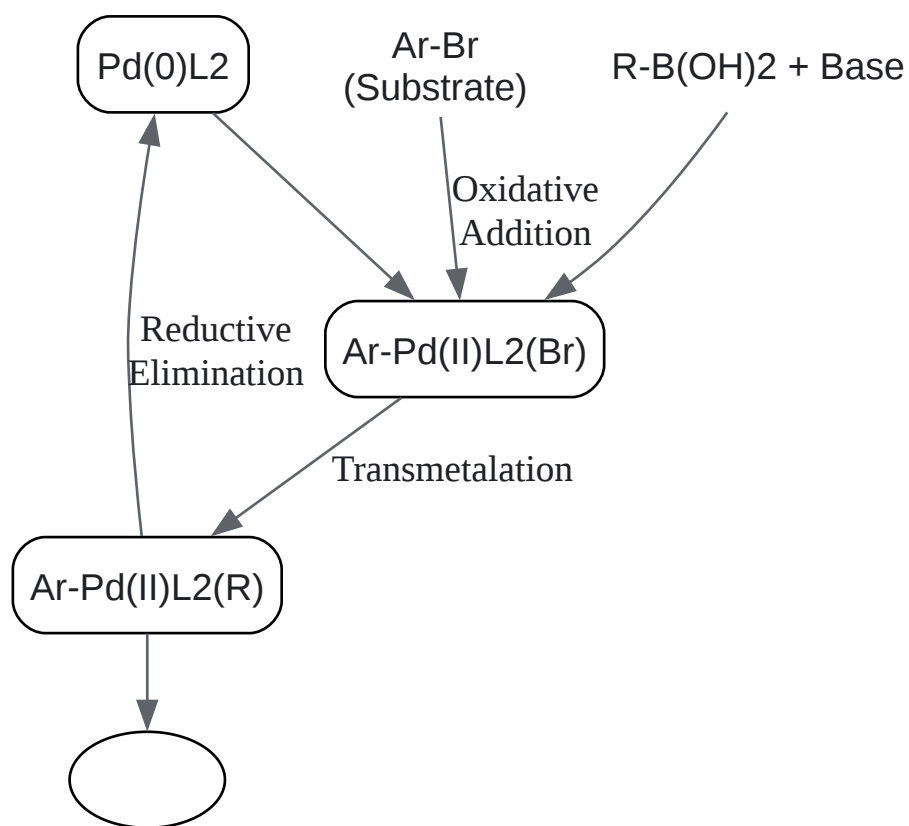 Pd(0)L2
Ar-Br
(Substrate)
R-B(OH)2 + Base
Oxidative
Addition
Reductive
Elimination
Ar-Pd(II)L2(Br)
Transmetalation
Ar-Pd(II)L2(R)